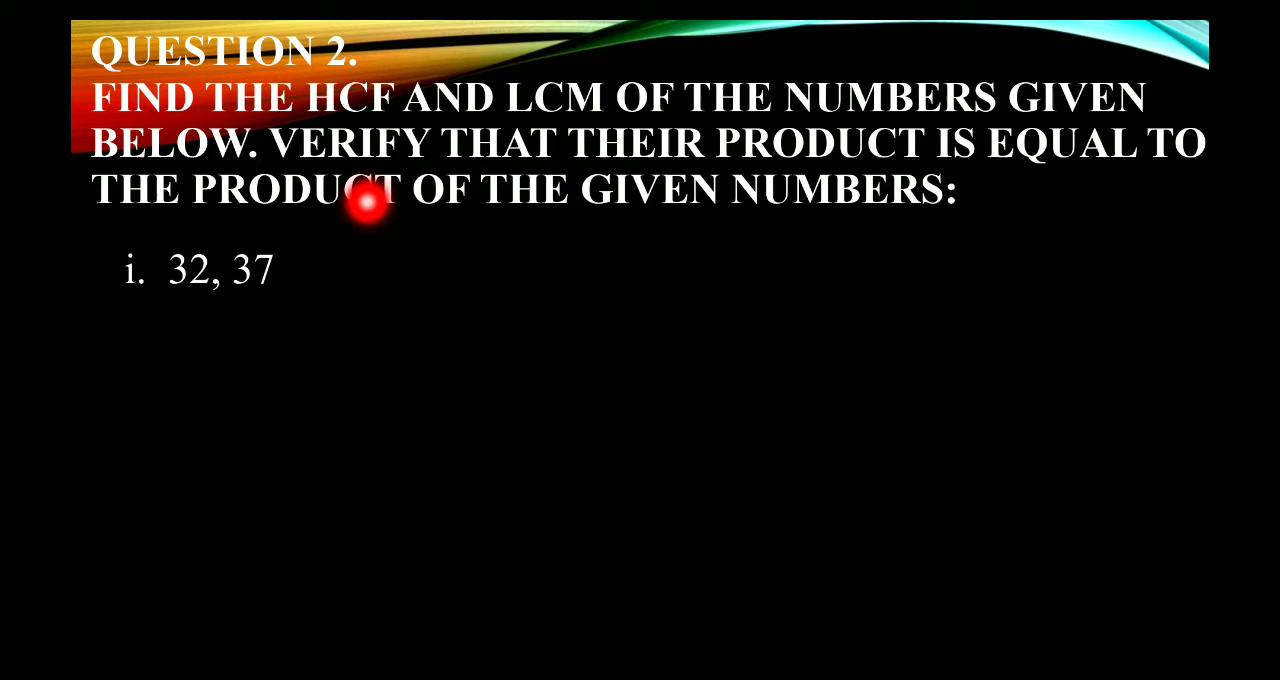 QUESTION 2.
FIND THE HCF AND LCM OF THE NUMBERS GIVEN
BELOW. VERIFY THAT THEIR PRODUCT IS EQUAL TO
THE PRODUCT OF THE GIVEN NUMBERS:
i. 32, 37